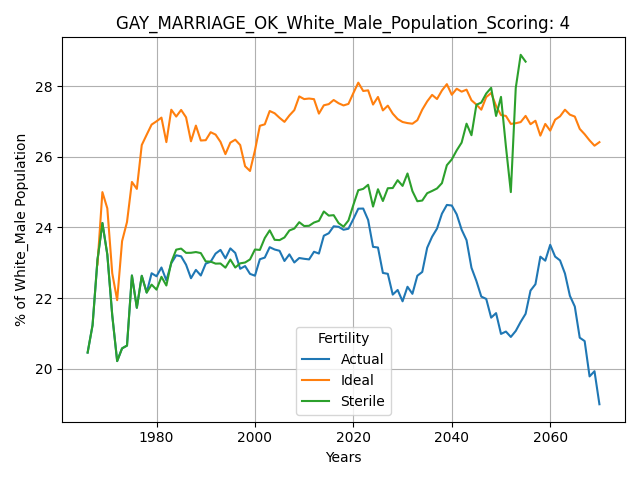 GAY_MARRIAGE_OK_White_Male_Population_Scoring: 4
% of White_Male Population
28
26
24
22
20
Fertility
Actual
Ideal
Sterile
1980
2000
2020
2040
2060
Years